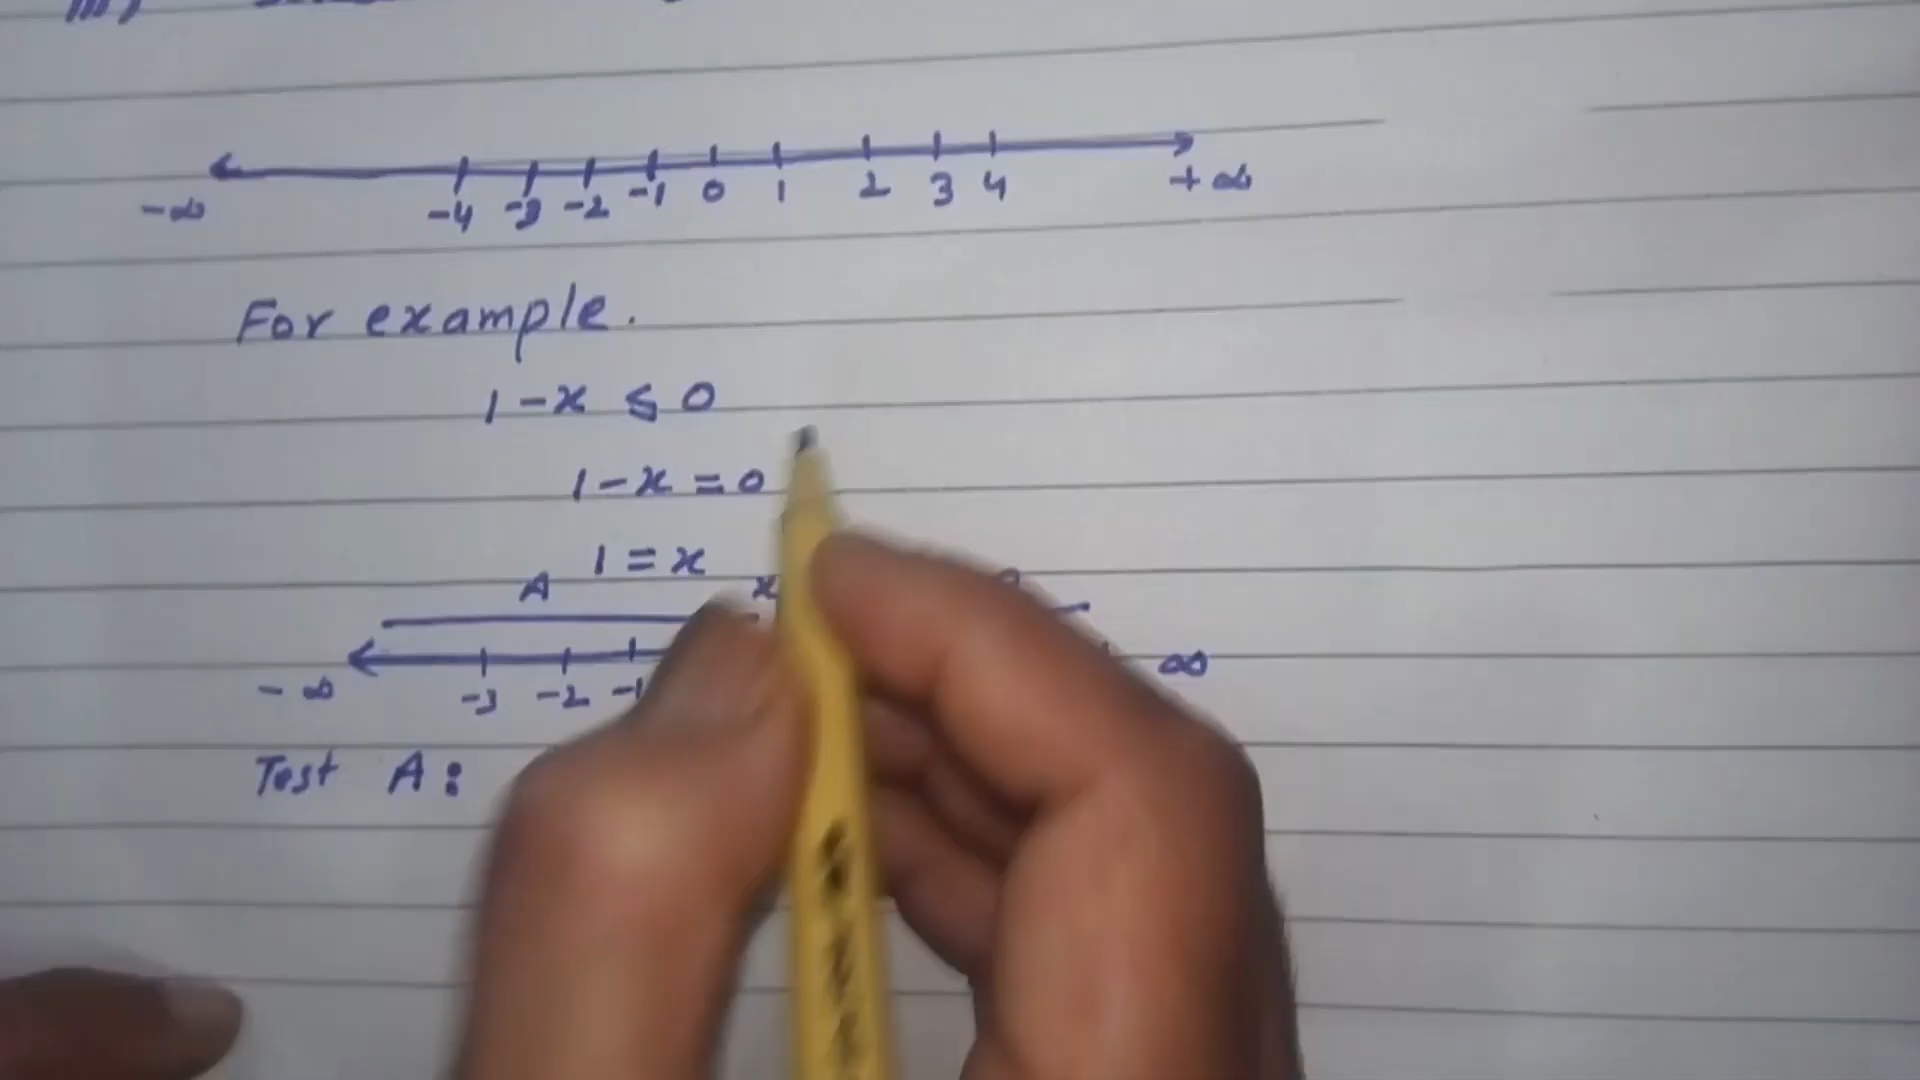 -∞ -4 -3 -2 -1 0 1 2 3 4 +∞
For example.
1 - x ≤ 0
1 - x = 0
1 = x
A x
-∞ -3 -2 -1 ∞
Test A: